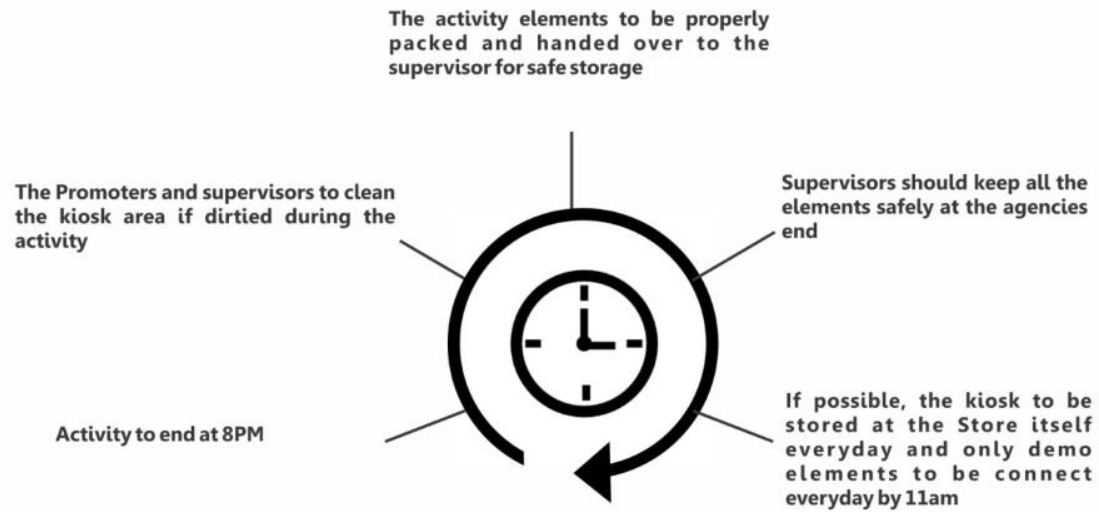 The activity elements to be properly
packed and handed over to the
supervisor for safe storage
The Promoters and supervisors to clean
the kiosk area if dirtied during the
activity
Supervisors should keep all the
elements safely at the agencies
end
Activity to end at 8PM
If possible, the kiosk to be
stored at the Store itself
everyday and only demo
elements to be connect
everyday by 11am